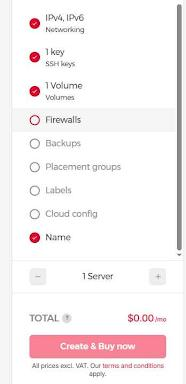 IPv4, IPv6
Networking
1 key
SSH keys
1 Volume
Volumes
Firewalls
Backups
Placement groups
Labels
Cloud config
Name
− 1 Server +
TOTAL ? $0.00 /mo
Create & Buy now
All prices excl. VAT. Our terms and conditions
apply.